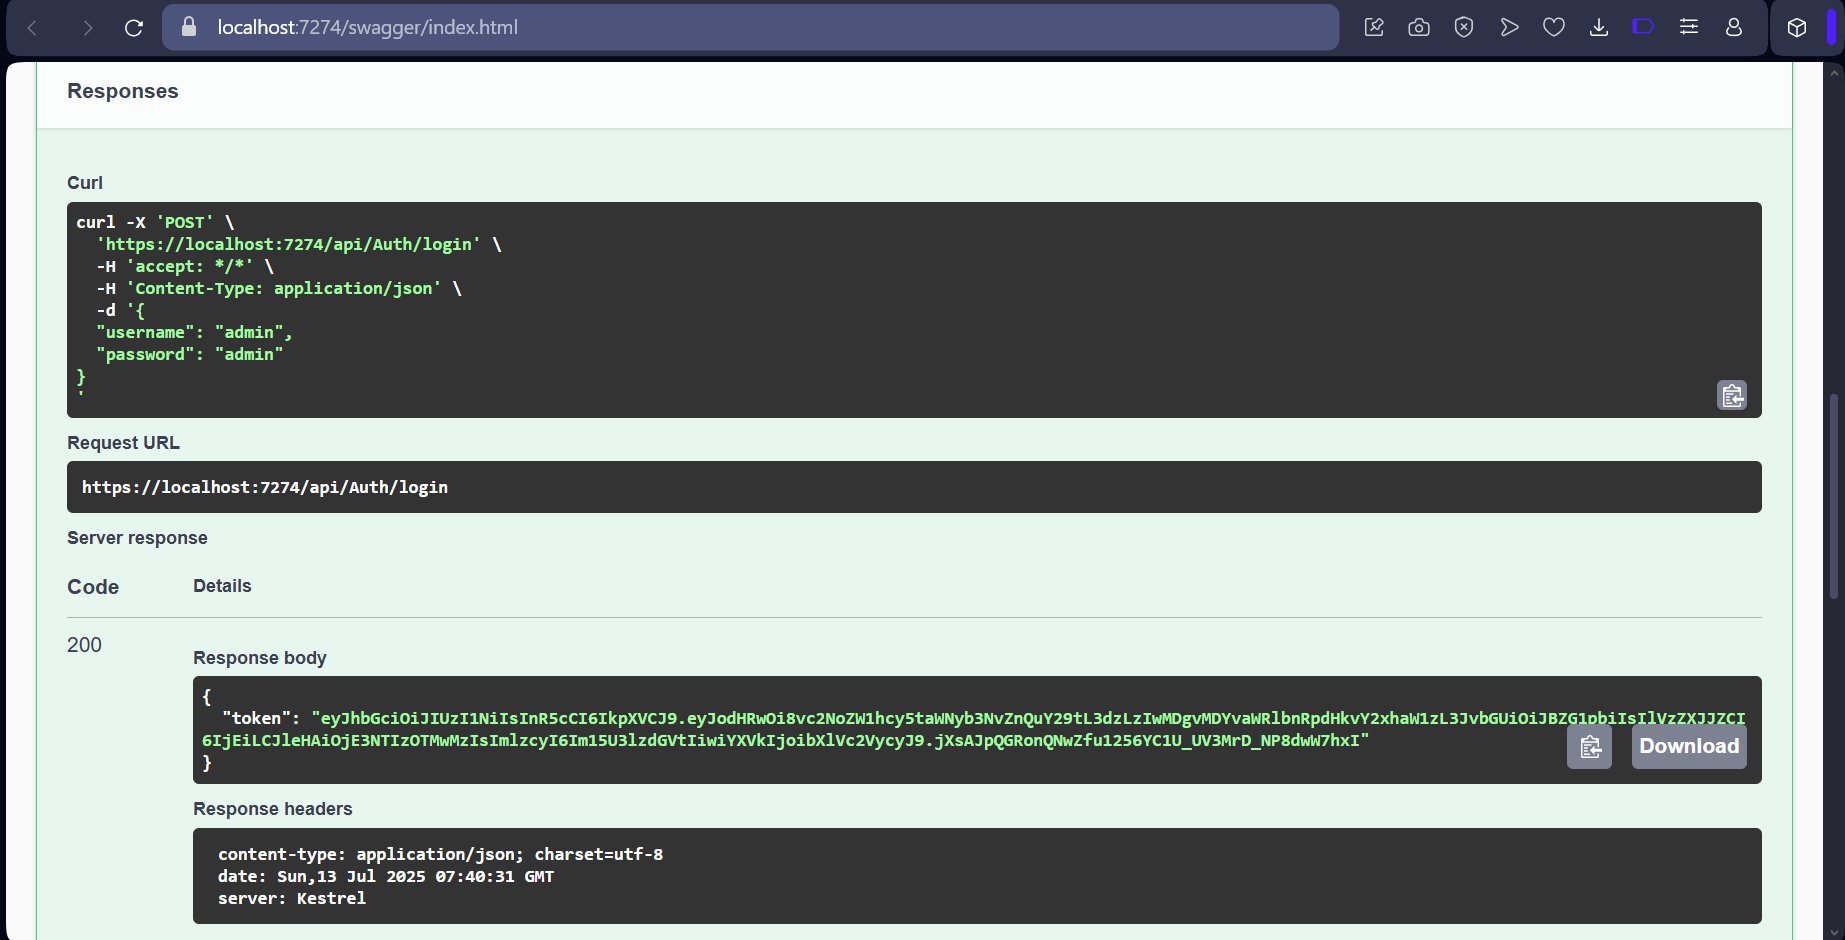 localhost:7274/swagger/index.html
Responses
Curl
curl -X 'POST' \
  'https://localhost:7274/api/Auth/login' \
  -H 'accept: */*' \
  -H 'Content-Type: application/json' \
  -d '{
  "username": "admin",
  "password": "admin"
}
'
Request URL
https://localhost:7274/api/Auth/login
Server response
Code Details
200
Response body
{
  "token": "eyJhbGciOiJIUzI1NiIsInR5cCI6IkpXVCJ9.eyJodHRwOi8vc2NoZW1hcy5taWNyb3NvZnQuY29tL3dzLzIwMDgvMDYvaWRlbnRpdHkvY2xhaW1zL3JvbGUiOiJBZG1pbiIsIlVzZXJJZCI
6IjEiLCJleHAiOjE3NTIzOTMwMzIsImlzcyI6Im15U3lzdGVtIiwiYXVkIjoibXlVc2VycyJ9.jXsAJpQGRonQNwZfu1256YC1U_UV3MrD_NP8dwW7hxI"
}
Download
Response headers
content-type: application/json; charset=utf-8
date: Sun,13 Jul 2025 07:40:31 GMT
server: Kestrel